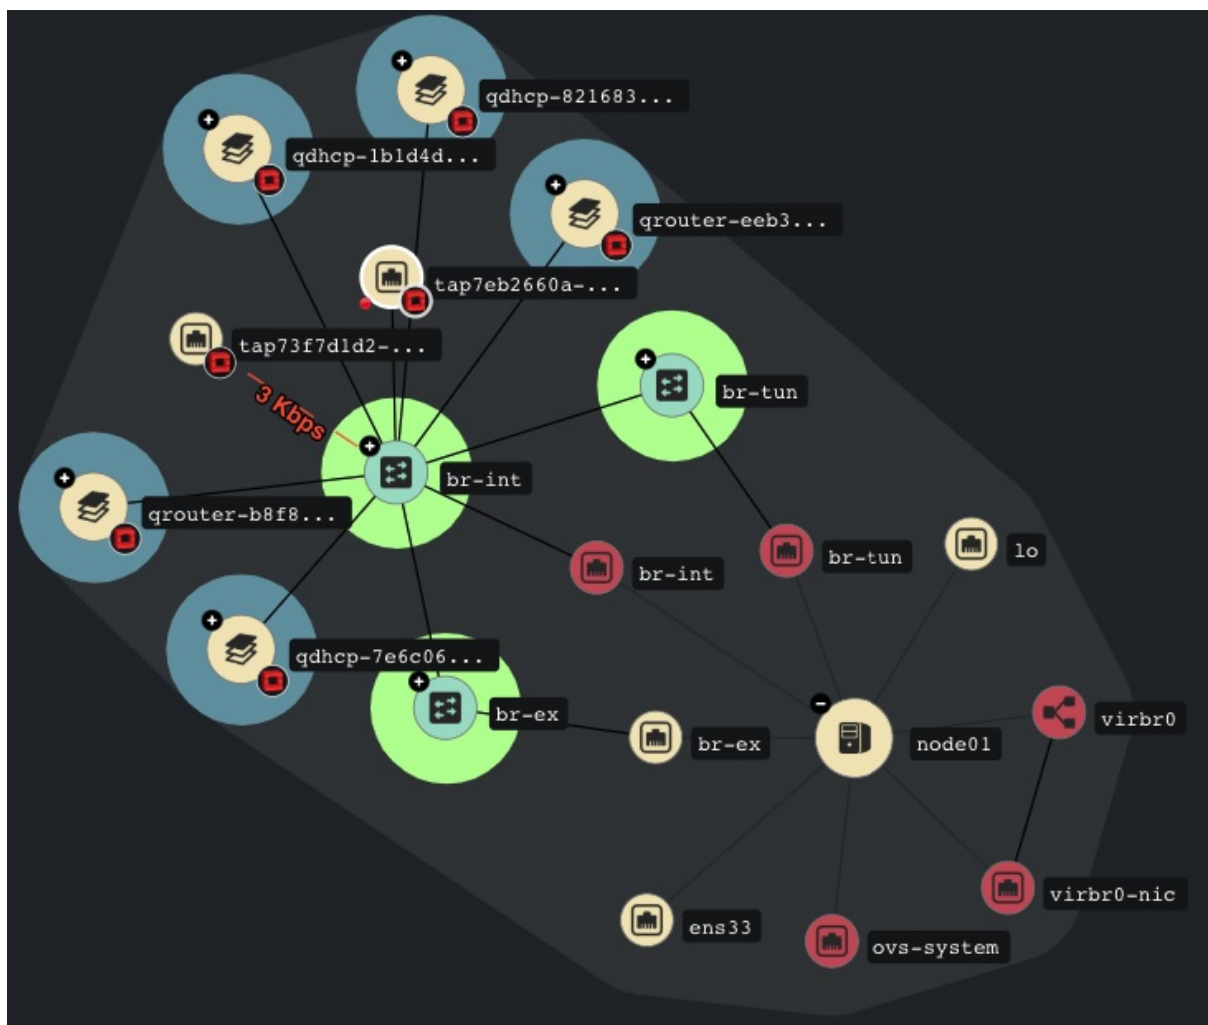 qdhcp-821683...
qdhcp-1b1d4d...
qrouter-eeb3...
tap7eb2660a-...
tap73f7d1d2-...
3 Kbps
br-tun
br-int
qrouter-b8f8...
br-int
br-tun
lo
qdhcp-7e6c06...
br-ex
br-ex
node01
virbr0
virbr0-nic
ens33
ovs-system